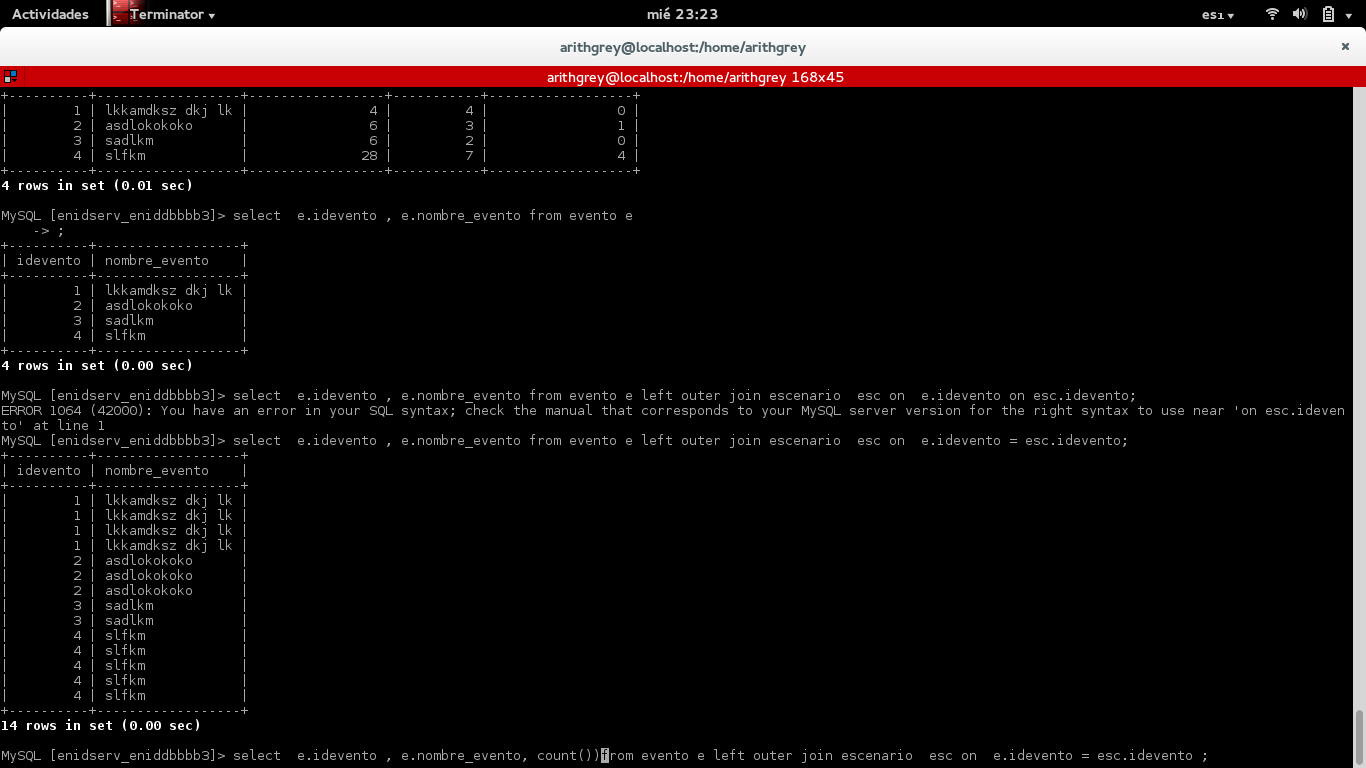 Actividades Terminator ▾ mié 23:23 es₁ ▾
arithgrey@localhost:/home/arithgrey ×
arithgrey@localhost:/home/arithgrey 168x45
+----------+------------------+-----------------+----------+------------------+
|        1 | lkkamdksz dkj lk |               4 |        4 |                0 |
|        2 | asdlokokoko      |               6 |        3 |                1 |
|        3 | sadlkm           |               6 |        2 |                0 |
|        4 | slfkm            |              28 |        7 |                4 |
+----------+------------------+-----------------+----------+------------------+
4 rows in set (0.01 sec)
MySQL [enidserv_eniddbbbb3]> select  e.idevento , e.nombre_evento from evento e
    -> ;
+----------+------------------+
| idevento | nombre_evento    |
+----------+------------------+
|        1 | lkkamdksz dkj lk |
|        2 | asdlokokoko      |
|        3 | sadlkm           |
|        4 | slfkm            |
+----------+------------------+
4 rows in set (0.00 sec)
MySQL [enidserv_eniddbbbb3]> select  e.idevento , e.nombre_evento from evento e left outer join escenario  esc on  e.idevento on esc.idevento;
ERROR 1064 (42000): You have an error in your SQL syntax; check the manual that corresponds to your MySQL server version for the right syntax to use near 'on esc.ideven
to' at line 1
MySQL [enidserv_eniddbbbb3]> select  e.idevento , e.nombre_evento from evento e left outer join escenario  esc on  e.idevento = esc.idevento;
+----------+------------------+
| idevento | nombre_evento    |
+----------+------------------+
|        1 | lkkamdksz dkj lk |
|        1 | lkkamdksz dkj lk |
|        1 | lkkamdksz dkj lk |
|        1 | lkkamdksz dkj lk |
|        2 | asdlokokoko      |
|        2 | asdlokokoko      |
|        2 | asdlokokoko      |
|        3 | sadlkm           |
|        3 | sadlkm           |
|        4 | slfkm            |
|        4 | slfkm            |
|        4 | slfkm            |
|        4 | slfkm            |
|        4 | slfkm            |
+----------+------------------+
14 rows in set (0.00 sec)
MySQL [enidserv_eniddbbbb3]> select  e.idevento , e.nombre_evento, count())from evento e left outer join escenario  esc on  e.idevento = esc.idevento ;